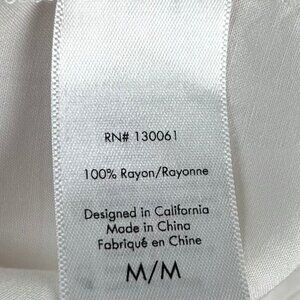 RN# 130061
100% Rayon/Rayonne
Designed in California
Made in China
Fabriqué en Chine
M/M